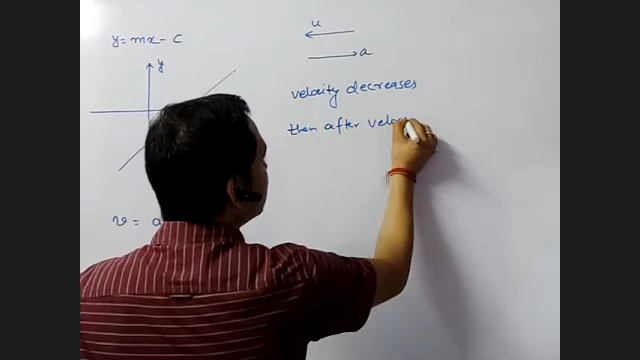 y = mx - c
y
v = a
u
a
velocity decreases
then after velo